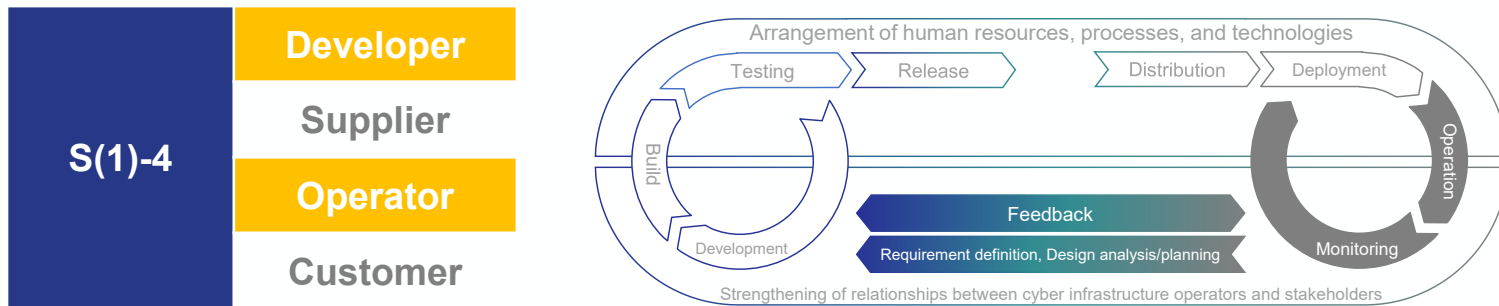 S(1)-4
Developer
Supplier
Operator
Customer
Arrangement of human resources, processes, and technologies
Testing
Release
Distribution
Deployment
Build
Operation
Development
Monitoring
Feedback
Requirement definition, Design analysis/planning
Strengthening of relationships between cyber infrastructure operators and stakeholders